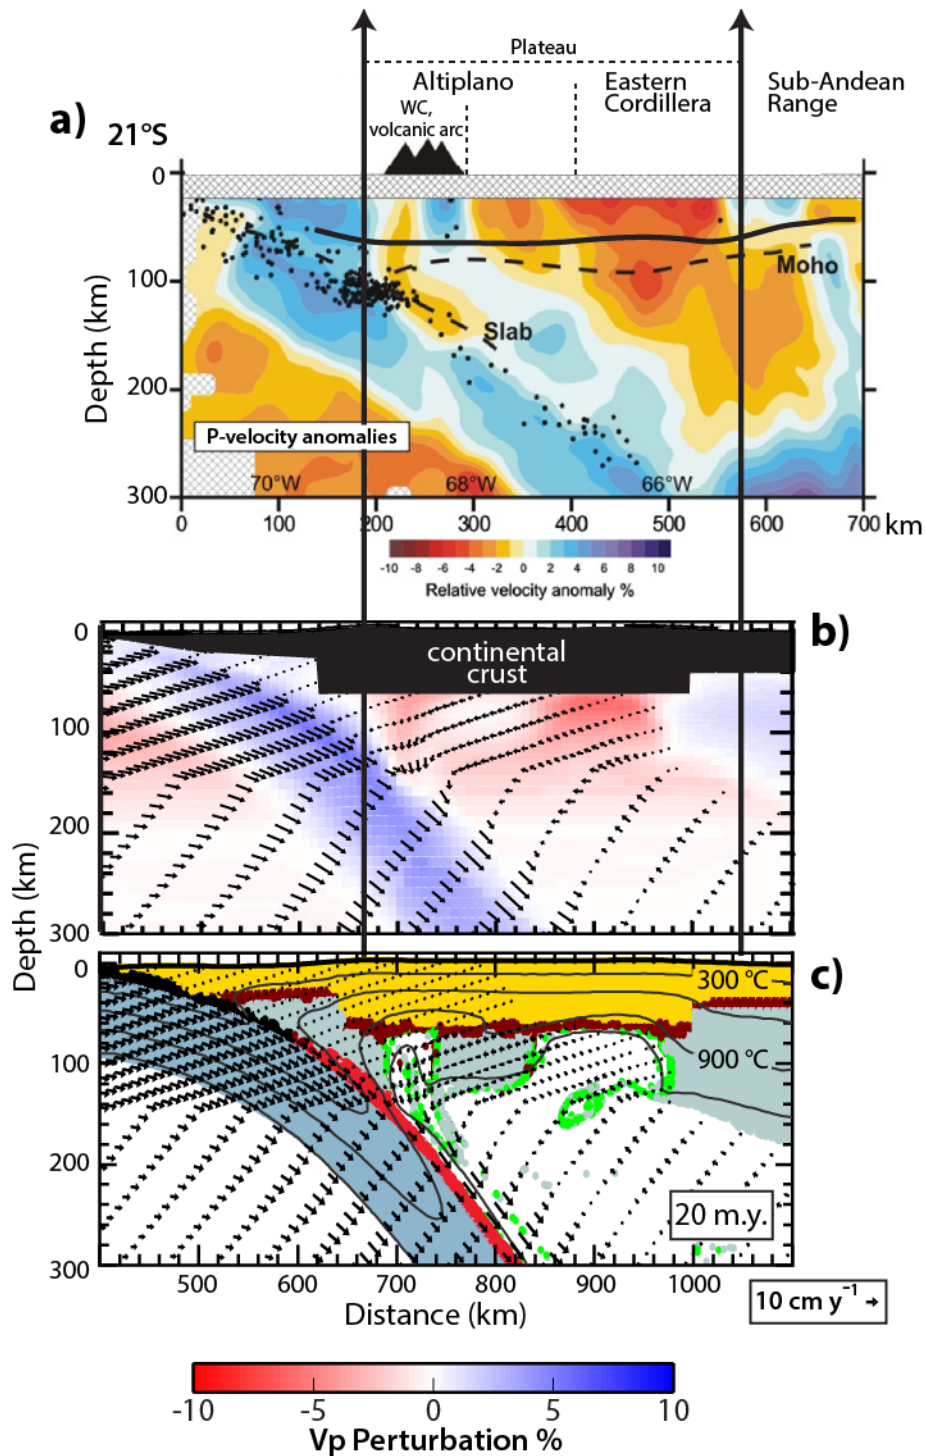 Plateau
Altiplano
Eastern
Cordillera
Sub-Andean
Range
a)
21°S
WC,
volcanic arc
0
100
200
300
Depth (km)
Moho
Slab
P-velocity anomalies
70°W
68°W
66°W
0
100
200
300
400
500
600
700
km
-10
-8
-6
-4
-2
0
2
4
6
8
10
Relative velocity anomaly %
b)
continental
crust
0
100
200
300
Depth (km)
c)
300 °C
900 °C
20 m.y.
0
100
200
300
500
600
700
800
900
1000
Distance (km)
10 cm y⁻¹
-10
-5
0
5
10
Vp Perturbation %